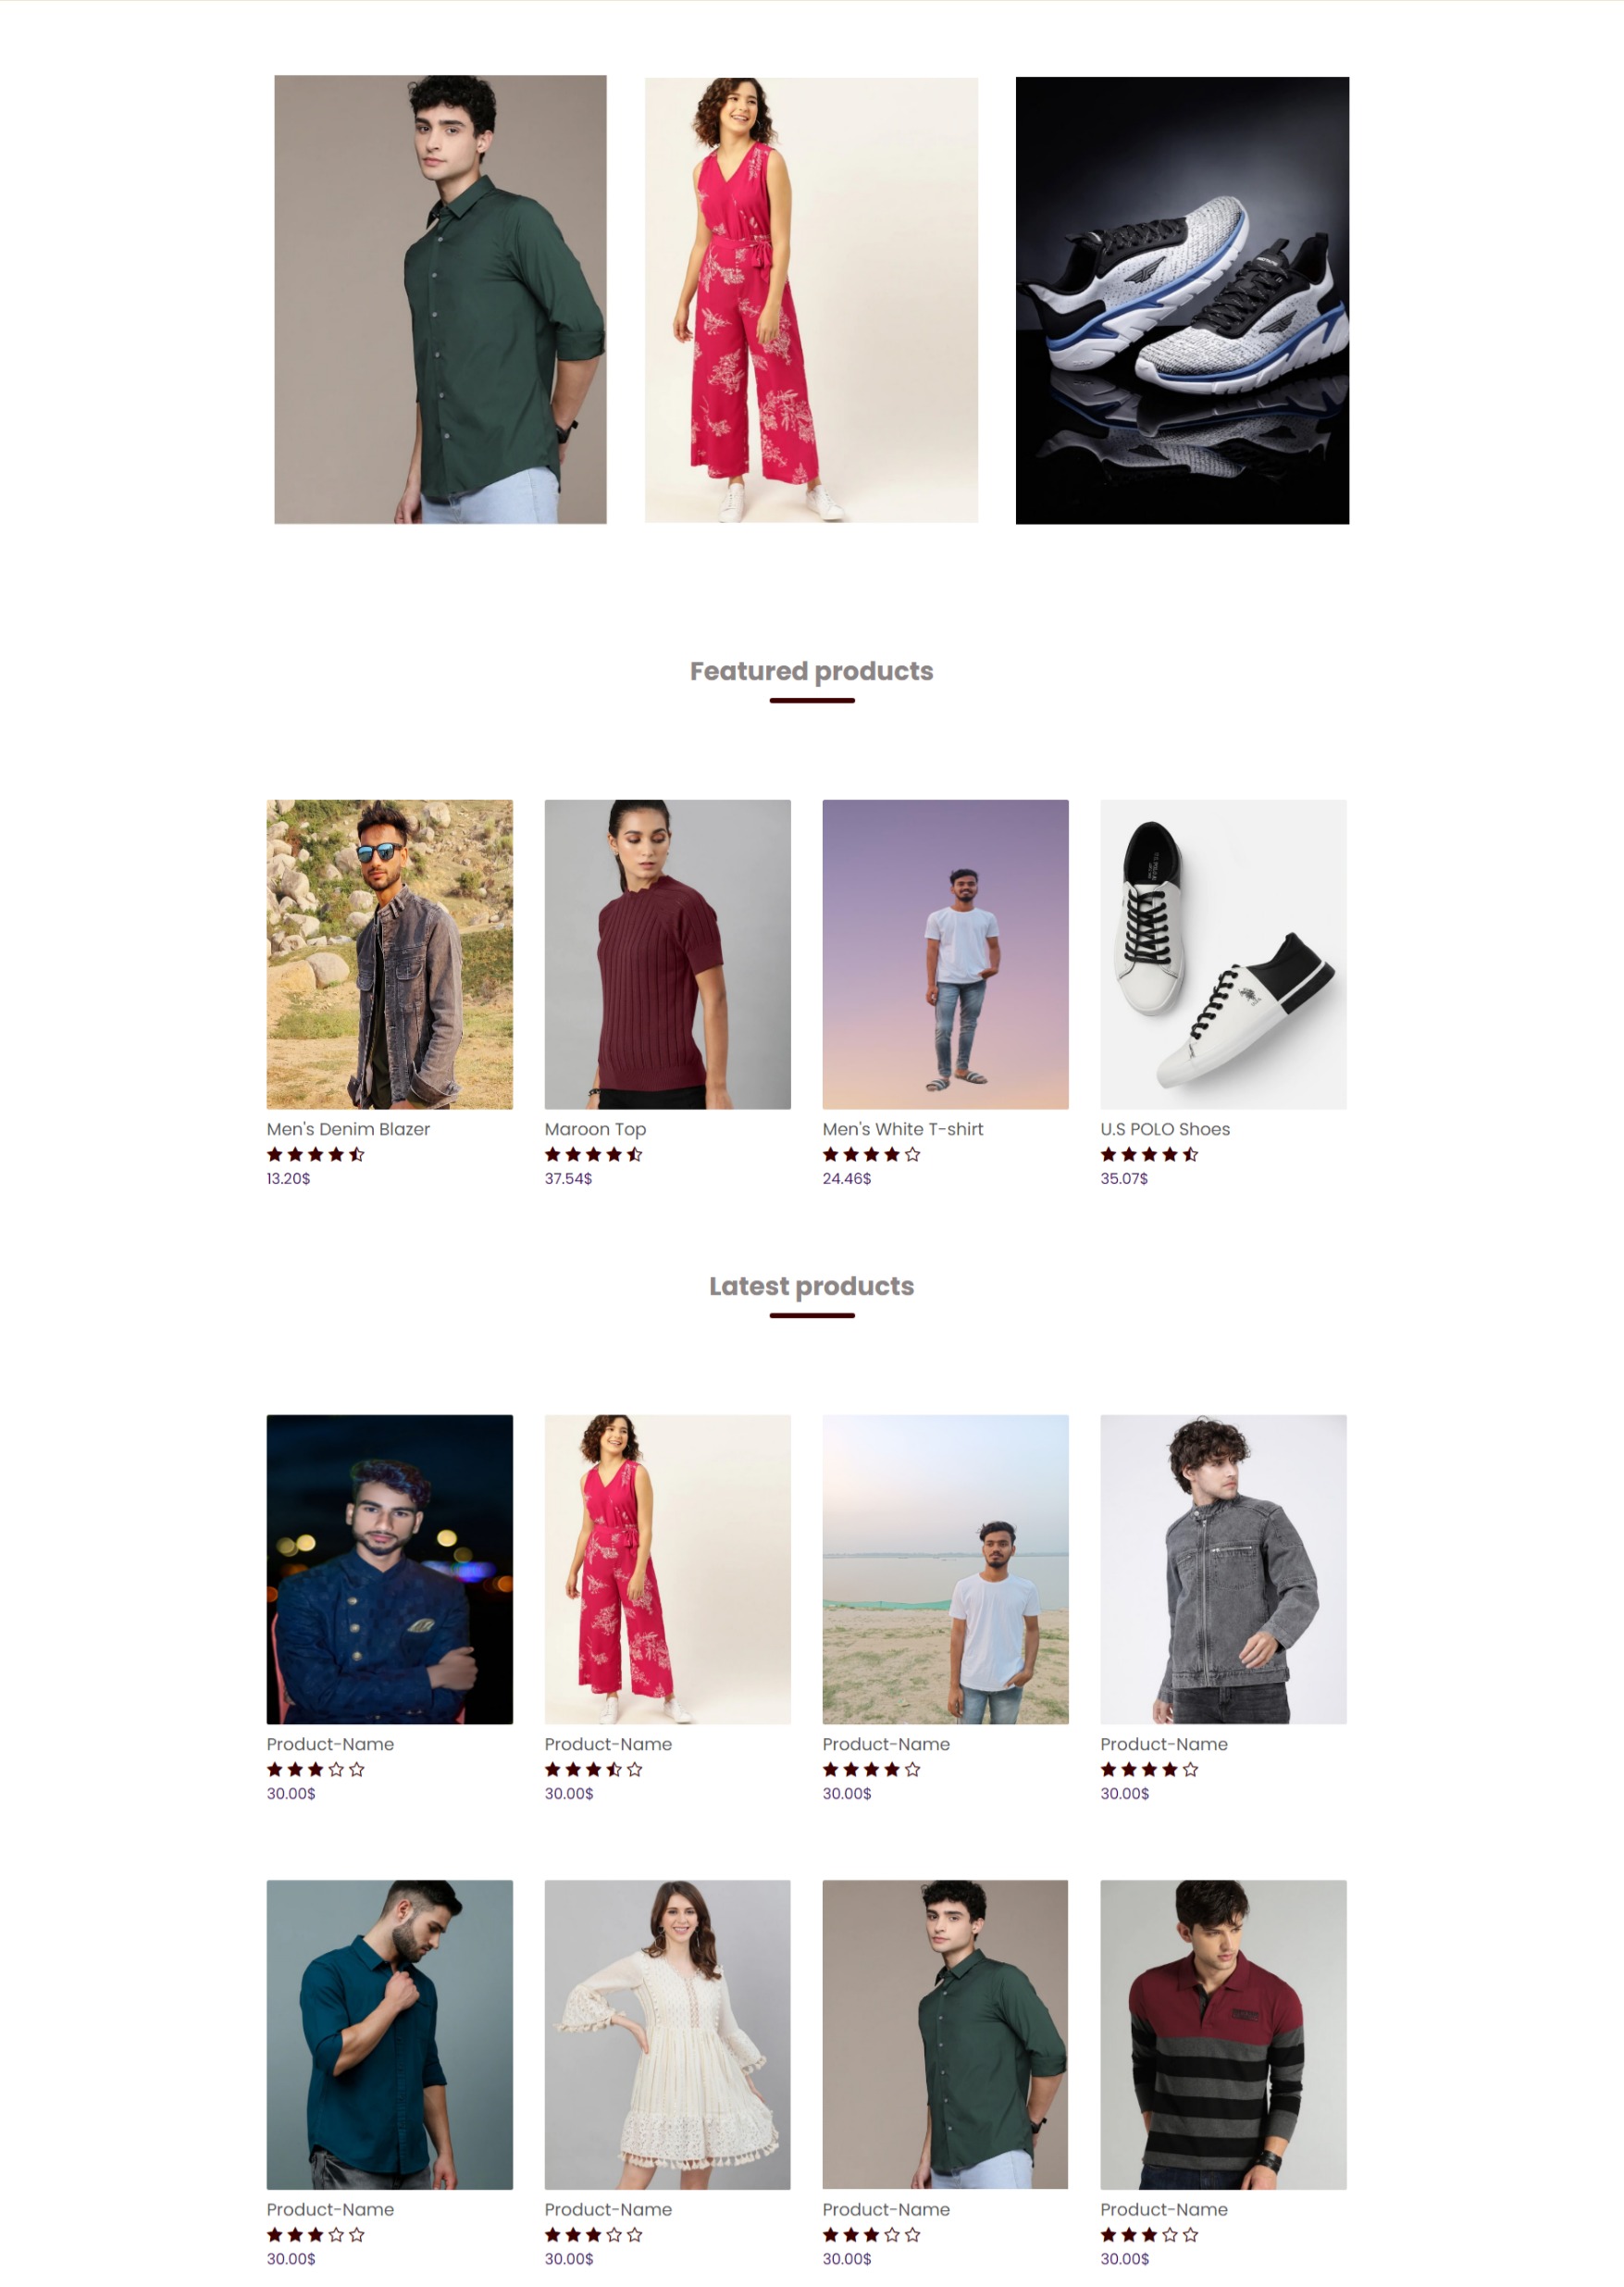 Featured products
Men's Denim Blazer
13.20$
Maroon Top
37.54$
Men's White T-shirt
24.46$
U.S POLO Shoes
35.07$
Latest products
Product-Name
30.00$
Product-Name
30.00$
Product-Name
30.00$
Product-Name
30.00$
Product-Name
30.00$
Product-Name
30.00$
Product-Name
30.00$
Product-Name
30.00$